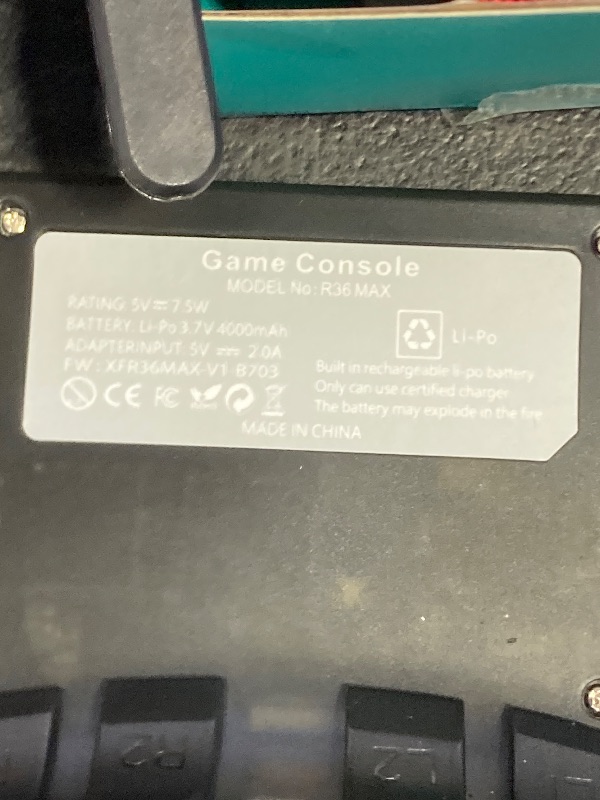 Game Console
MODEL No: R36 MAX
RATING: 5V⎓7.5W
BATTERY: Li-Po 3.7V 4000mAh
ADAPTERINPUT: 5V ⎓ 2.0A
FW: XFR36MAX-V1 B703
Li-Po
Built in rechargeable li-po battery
Only can use certified charger
The battery may explode in the fire
CE FC
MADE IN CHINA
R2 L2